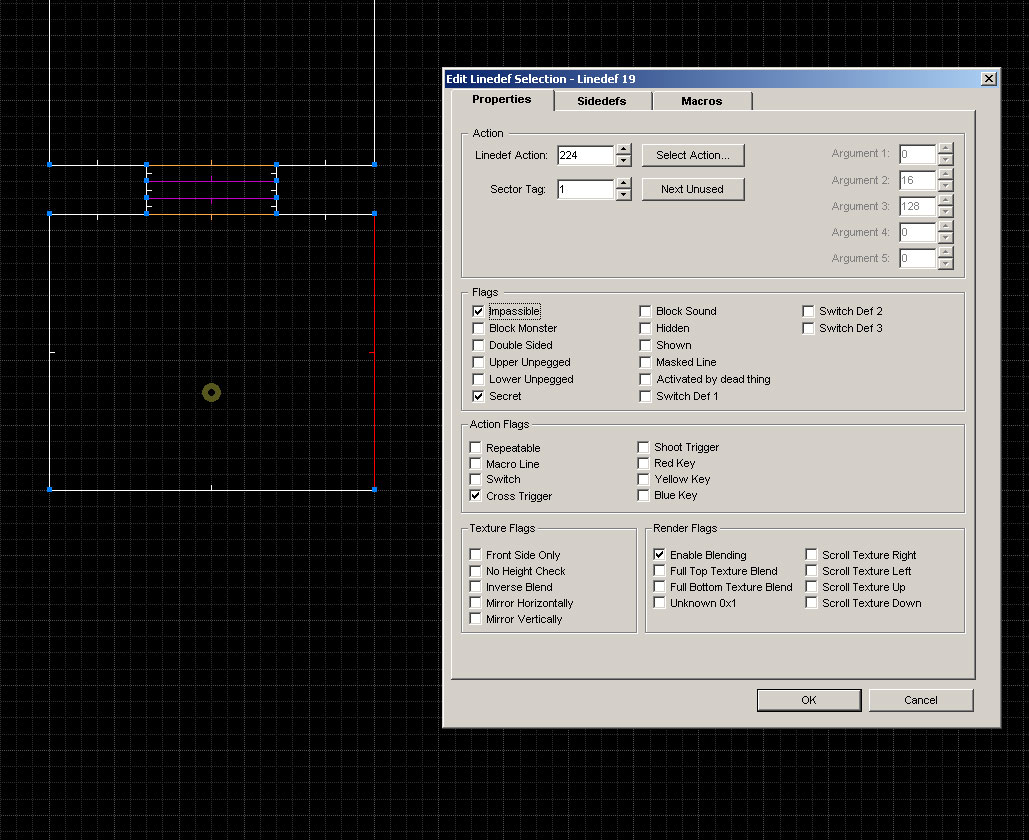 Edit Linedef Selection - Linedef 19
Properties Sidedefs Macros
Action
Linedef Action: 224 Select Action... Argument 1: 0
Argument 2: 16
Sector Tag: 1 Next Unused
Argument 3: 128
Argument 4: 0
Argument 5: 0
Flags
Impassible Block Sound Switch Def 2
Block Monster Hidden Switch Def 3
Double Sided Shown
Upper Unpegged Masked Line
Lower Unpegged Activated by dead thing
Secret Switch Def 1
Action Flags
Repeatable Shoot Trigger
Macro Line Red Key
Switch Yellow Key
Cross Trigger Blue Key
Texture Flags Render Flags
Front Side Only Enable Blending Scroll Texture Right
No Height Check Full Top Texture Blend Scroll Texture Left
Inverse Blend Full Bottom Texture Blend Scroll Texture Up
Mirror Horizontally Unknown 0x1 Scroll Texture Down
Mirror Vertically
OK Cancel